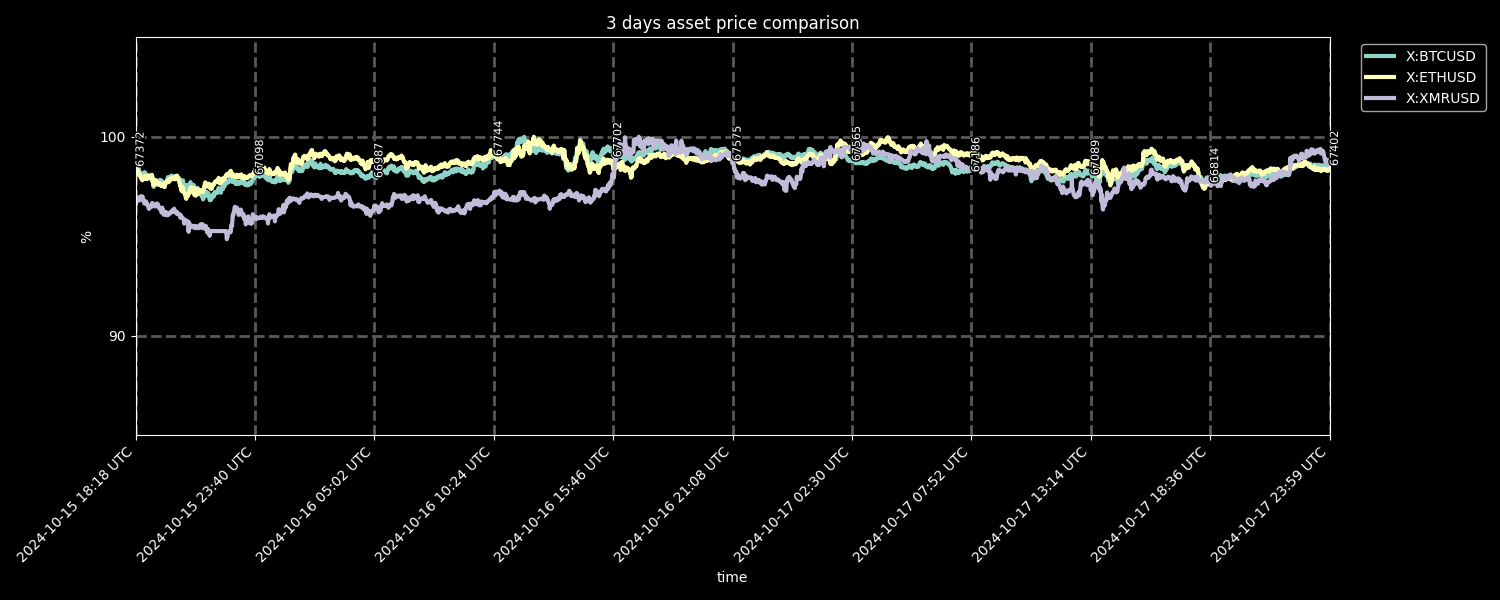 3 days asset price comparison
X:BTCUSD
X:ETHUSD
X:XMRUSD
100
90
%
67372
67098
66987
67744
67702
67575
67565
67186
67089
66814
67402
2024-10-15 18:18 UTC
2024-10-15 23:40 UTC
2024-10-16 05:02 UTC
2024-10-16 10:24 UTC
2024-10-16 15:46 UTC
2024-10-16 21:08 UTC
2024-10-17 02:30 UTC
2024-10-17 07:52 UTC
2024-10-17 13:14 UTC
2024-10-17 18:36 UTC
2024-10-17 23:59 UTC
time